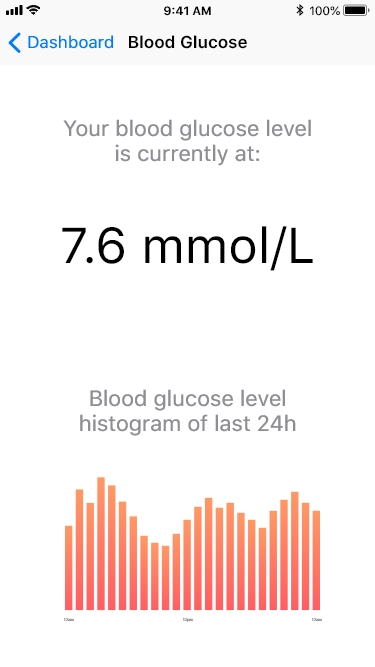 9:41 AM
100%
Dashboard
Blood Glucose
Your blood glucose level
is currently at:
7.6 mmol/L
Blood glucose level
histogram of last 24h
12am
12pm
12am